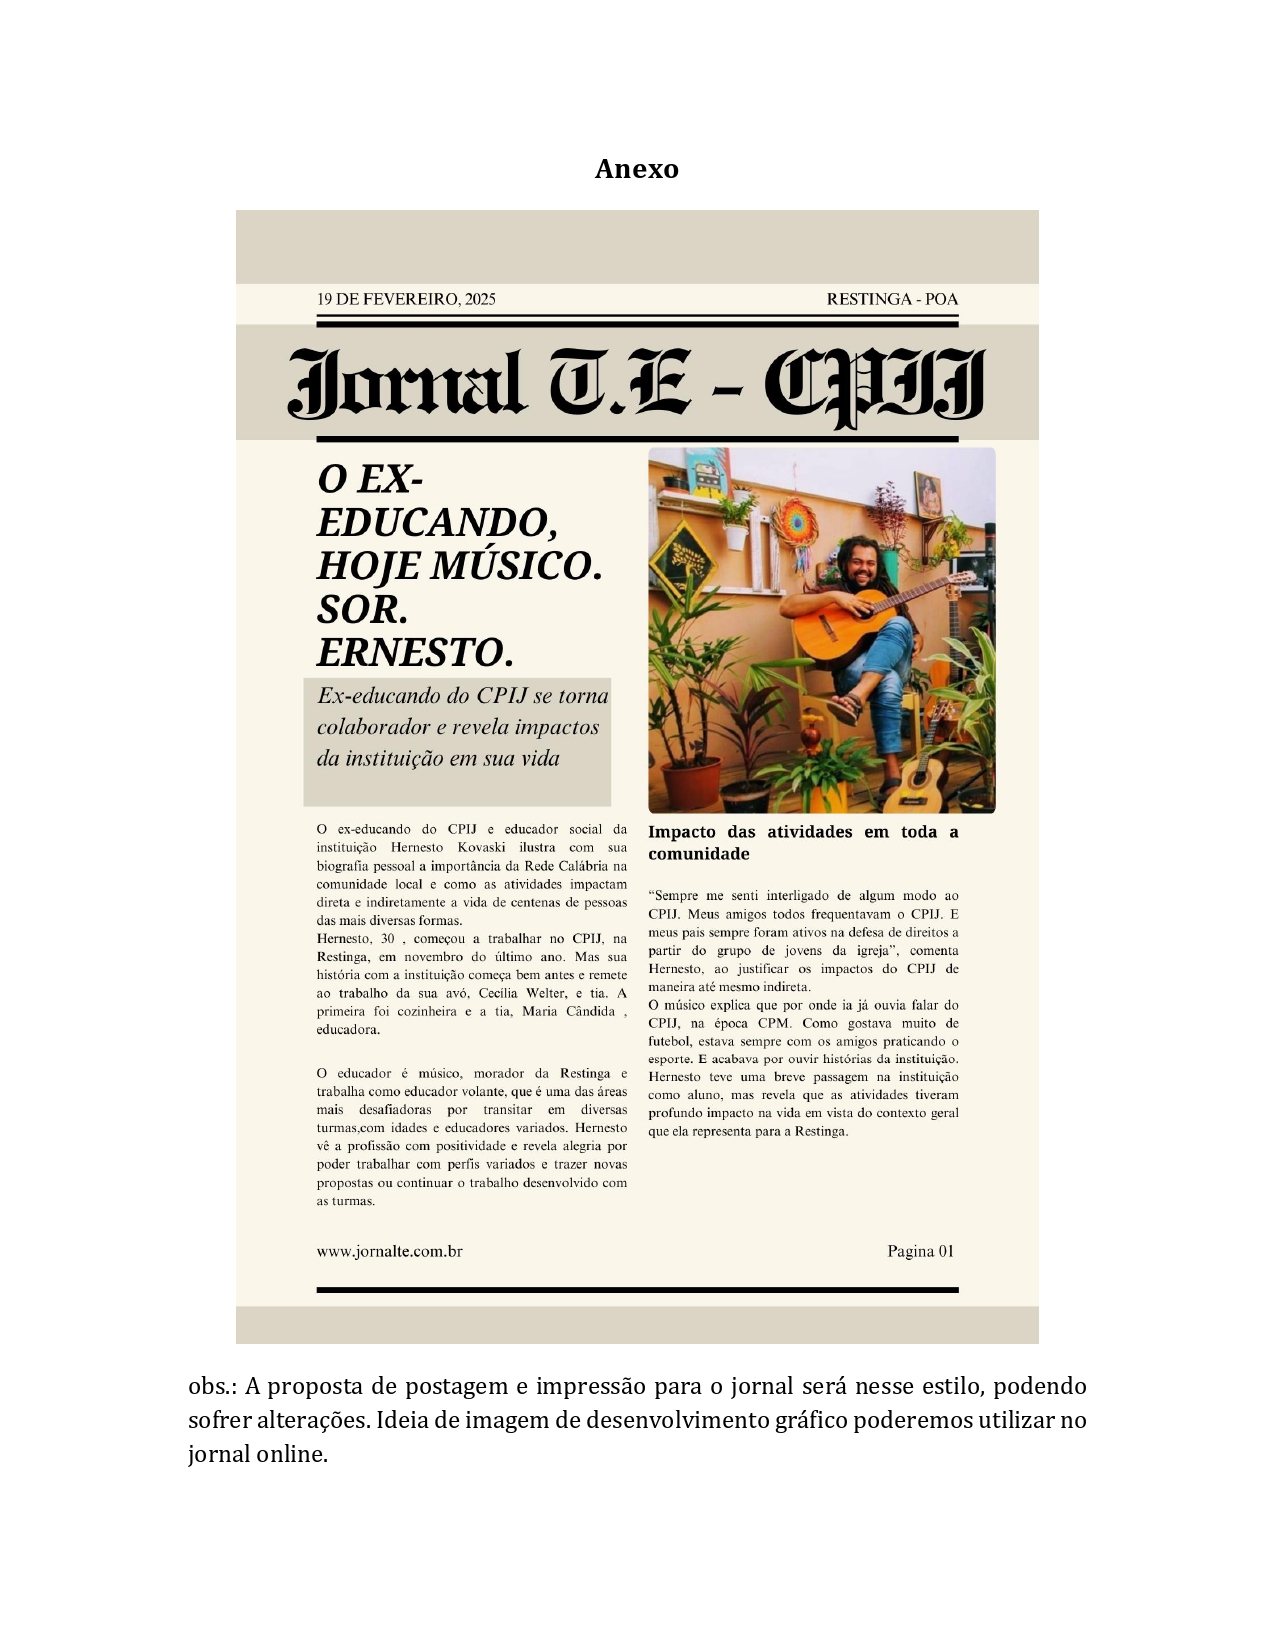 Anexo
19 DE FEVEREIRO, 2025
RESTINGA - POA
Jornal T.E - CPIJ
O EX-
EDUCANDO,
HOJE MÚSICO.
SOR.
ERNESTO.
Ex-educando do CPIJ se torna
colaborador e revela impactos
da instituição em sua vida
O ex-educando do CPIJ e educador social da
instituição Hernesto Kovaski ilustra com sua
biografia pessoal a importância da Rede Calábria na
comunidade local e como as atividades impactam
direta e indiretamente a vida de centenas de pessoas
das mais diversas formas.
Hernesto, 30 , começou a trabalhar no CPIJ, na
Restinga, em novembro do último ano. Mas sua
história com a instituição começa bem antes e remete
ao trabalho da sua avó, Cecília Welter, e tia. A
primeira foi cozinheira e a tia, Maria Cândida ,
educadora.
O educador é músico, morador da Restinga e
trabalha como educador volante, que é uma das áreas
mais desafiadoras por transitar em diversas
turmas,com idades e educadores variados. Hernesto
vê a profissão com positividade e revela alegria por
poder trabalhar com perfis variados e trazer novas
propostas ou continuar o trabalho desenvolvido com
as turmas.
Impacto das atividades em toda a
comunidade
“Sempre me senti interligado de algum modo ao
CPIJ. Meus amigos todos frequentavam o CPIJ. E
meus pais sempre foram ativos na defesa de direitos a
partir do grupo de jovens da igreja”, comenta
Hernesto, ao justificar os impactos do CPIJ de
maneira até mesmo indireta.
O músico explica que por onde ia já ouvia falar do
CPIJ, na época CPM. Como gostava muito de
futebol, estava sempre com os amigos praticando o
esporte. E acabava por ouvir histórias da instituição.
Hernesto teve uma breve passagem na instituição
como aluno, mas revela que as atividades tiveram
profundo impacto na vida em vista do contexto geral
que ela representa para a Restinga.
www.jornalte.com.br
Pagina 01
obs.: A proposta de postagem e impressão para o jornal será nesse estilo, podendo
sofrer alterações. Ideia de imagem de desenvolvimento gráfico poderemos utilizar no
jornal online.